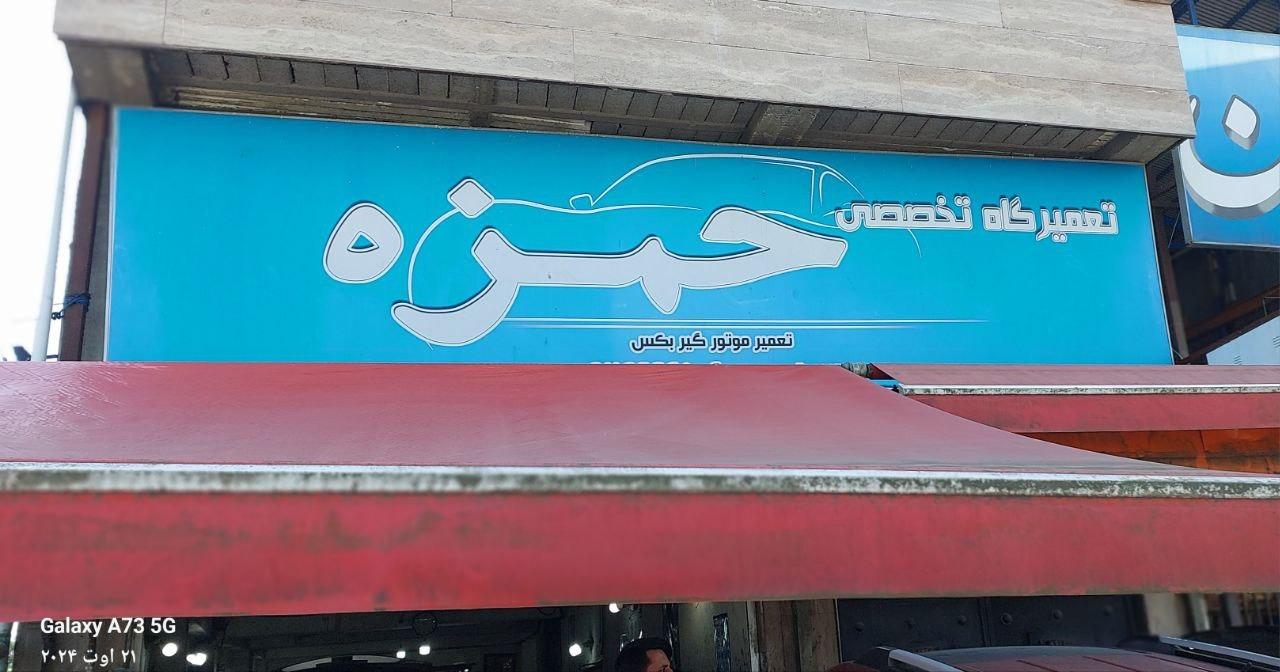 تعمیرگاه تخصصی
حمزه
تعمیر موتور گیر بکس
Galaxy A73 5G
۲۱ اوت ۲۰۲۴